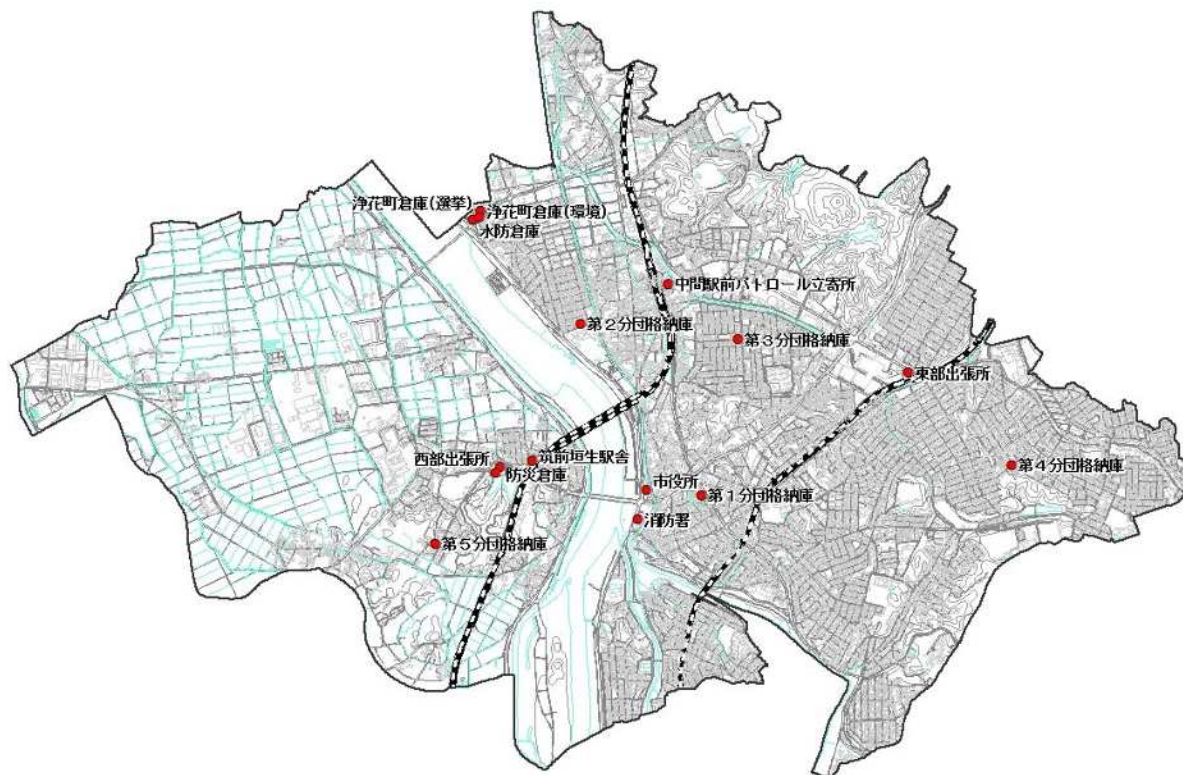 浄花町倉庫(選挙)
浄花町倉庫(環境)
水防倉庫
中間駅前パトロール立寄所
第２分団格納庫
第３分団格納庫
東部出張所
筑前垣生駅舎
西部出張所
防災倉庫
第４分団格納庫
市役所
第１分団格納庫
消防署
第５分団格納庫